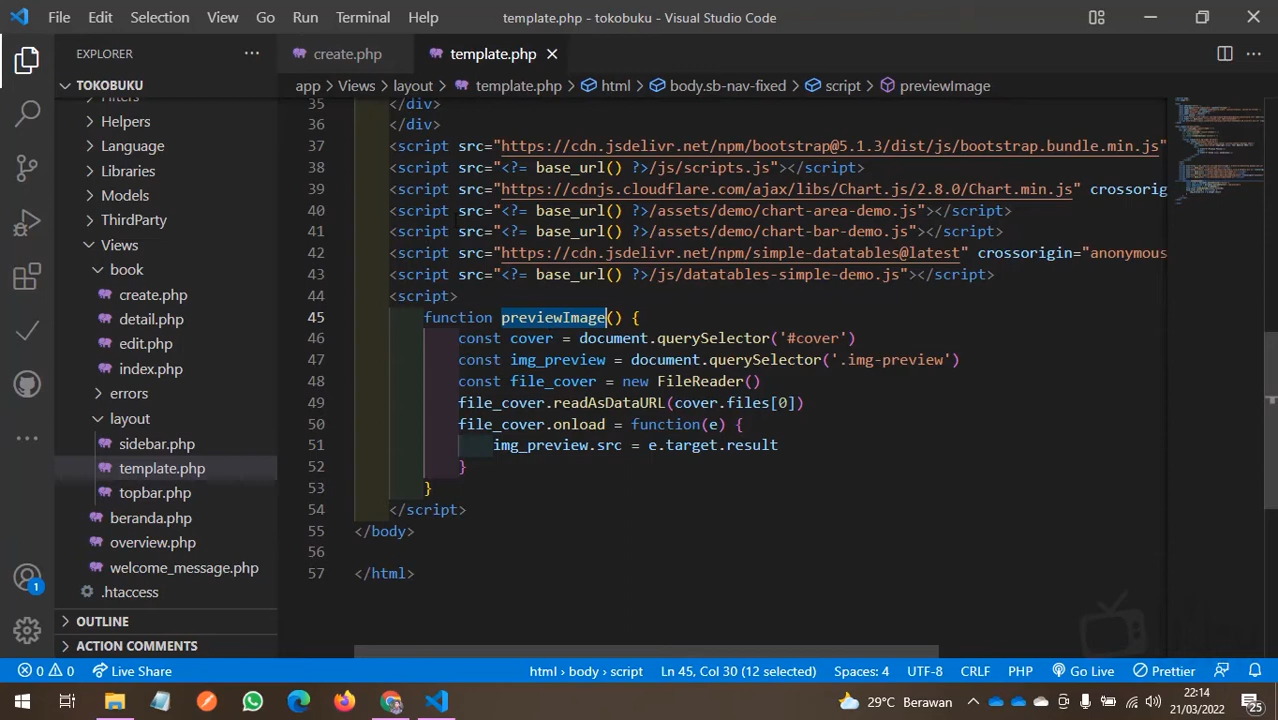 File Edit Selection View Go Run Terminal Help template.php - tokobuku - Visual Studio Code
EXPLORER
create.php template.php
TOKOBUKU
app > Views > layout > template.php > html > body.sb-nav-fixed > script > previewImage
Filters
Helpers
Language
Libraries
Models
ThirdParty
Views
book
create.php
detail.php
edit.php
index.php
errors
layout
sidebar.php
template.php
topbar.php
beranda.php
overview.php
welcome_message.php
.htaccess
OUTLINE
ACTION COMMENTS
35 </div>
36 </div>
37 <script src="https://cdn.jsdelivr.net/npm/bootstrap@5.1.3/dist/js/bootstrap.bundle.min.js"
38 <script src="<?= base_url() ?>/js/scripts.js"></script>
39 <script src="https://cdnjs.cloudflare.com/ajax/libs/Chart.js/2.8.0/Chart.min.js" crossorig
40 <script src="<?= base_url() ?>/assets/demo/chart-area-demo.js"></script>
41 <script src="<?= base_url() ?>/assets/demo/chart-bar-demo.js"></script>
42 <script src="https://cdn.jsdelivr.net/npm/simple-datatables@latest" crossorigin="anonymous
43 <script src="<?= base_url() ?>/js/datatables-simple-demo.js"></script>
44 <script>
45 function previewImage() {
46 const cover = document.querySelector('#cover')
47 const img_preview = document.querySelector('.img-preview')
48 const file_cover = new FileReader()
49 file_cover.readAsDataURL(cover.files[0])
50 file_cover.onload = function(e) {
51 img_preview.src = e.target.result
52 }
53 }
54 </script>
55 </body>
56
57 </html>
1
0 0 Live Share html > body > script Ln 45, Col 30 (12 selected) Spaces: 4 UTF-8 CRLF PHP Go Live Prettier
29°C Berawan 22:14
21/03/2022 25